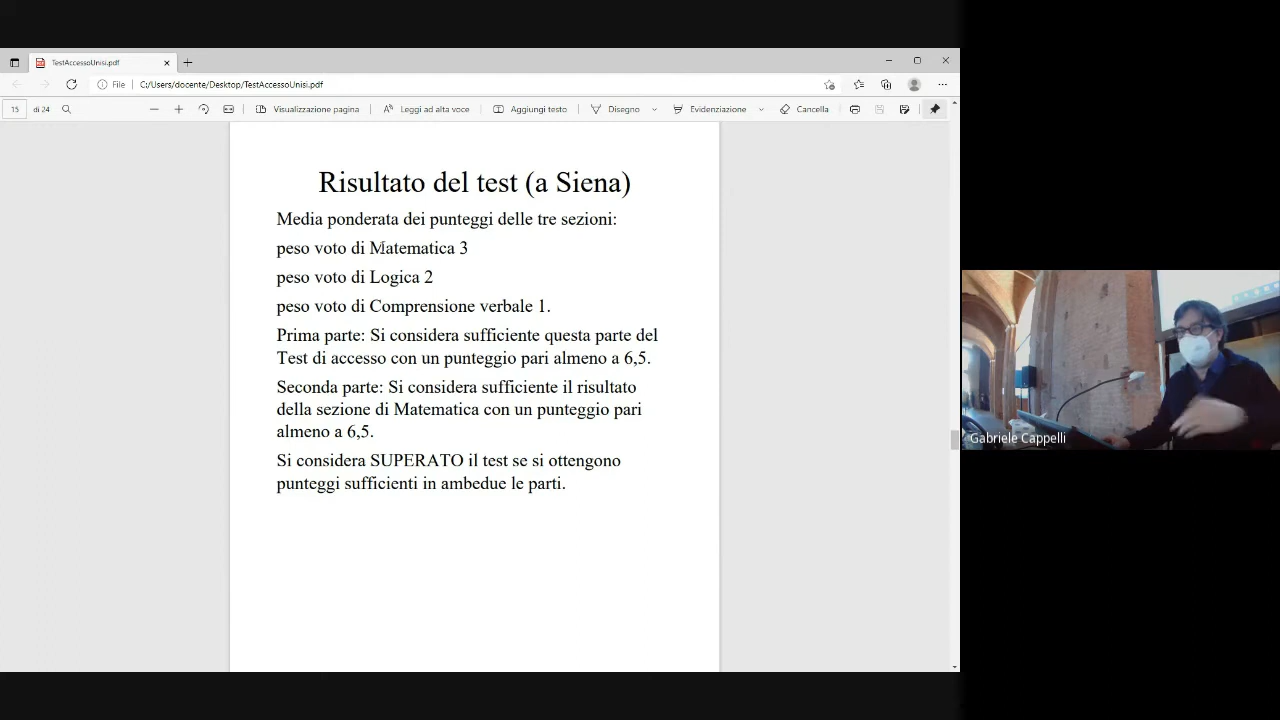 TestAccessoUnisi.pdf
File C:/Users/docente/Desktop/TestAccessoUnisi.pdf
15 di 24 Visualizzazione pagina Leggi ad alta voce Aggiungi testo Disegno Evidenziazione Cancella
Risultato del test (a Siena)
Media ponderata dei punteggi delle tre sezioni:
peso voto di Matematica 3
peso voto di Logica 2
peso voto di Comprensione verbale 1.
Prima parte: Si considera sufficiente questa parte del
Test di accesso con un punteggio pari almeno a 6,5.
Seconda parte: Si considera sufficiente il risultato
della sezione di Matematica con un punteggio pari
almeno a 6,5.
Si considera SUPERATO il test se si ottengono
punteggi sufficienti in ambedue le parti.
Gabriele Cappelli